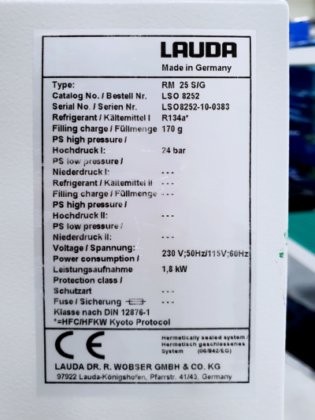 LAUDA
Made in Germany
Type: RM 25 S/G
Catalog No. / Bestell Nr. LSO 8252
Serial No. / Serien Nr. LSO8252-10-0383
Refrigerant / Kältemittel I R134a*
Filling charge / Füllmenge 170 g
PS high pressure /
Hochdruck I: 24 bar
PS low pressure /
Niederdruck I: ---
Refrigerant / Kältemittel II ---
Filling charge / Füllmenge ---
PS high pressure /
Hochdruck II: ---
PS low pressure /
Niederdruck II: ---
Voltage / Spannung: 230 V;50Hz/115V;60Hz
Power consumption /
Leistungsaufnahme 1,8 kW
Protection class /
Schutzart ---
Fuse / Sicherung ---
Klasse nach DIN 12876-1
*=HFC/HFKW Kyoto Protocol
CE
Hermetically sealed system /
Hermetisch geschlossenes
System (06/842/EG)
LAUDA DR. R. WOBSER GMBH & CO. KG
97922 Lauda-Königshofen, Pfarrstr. 41/43, Germany